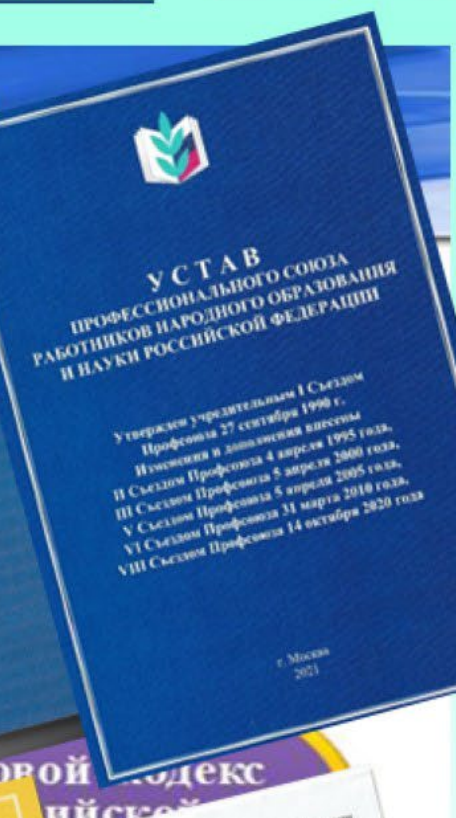 УСТАВ
ПРОФЕССИОНАЛЬНОГО СОЮЗА
РАБОТНИКОВ НАРОДНОГО ОБРАЗОВАНИЯ
И НАУКИ РОССИЙСКОЙ ФЕДЕРАЦИИ
Утвержден учредительным I Съездом
Профсоюза 27 сентября 1990 г.
Изменения и дополнения внесены
II Съездом Профсоюза 4 апреля 1995 года,
III Съездом Профсоюза 5 апреля 2000 года,
V Съездом Профсоюза 5 апреля 2005 года,
VI Съездом Профсоюза 31 марта 2010 года,
VIII Съездом Профсоюза 14 октября 2020 года
г. Москва
2021